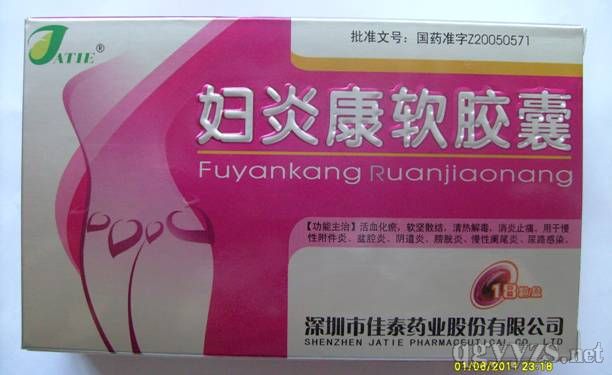 JATIE®
批准文号：国药准字Z20050571
妇炎康软胶囊
Fuyankang Ruanjiaonang
【功能主治】活血化瘀，软坚散结，清热解毒，消炎止痛。用于慢
性附件炎、盆腔炎、阴道炎、膀胱炎、慢性阑尾炎、尿路感染。
18粒/盒
深圳市佳泰药业股份有限公司
SHENZHEN JATIE PHARMACEUTICAL CO., LTD
qgyyzs.net
01/06/2011 23:18